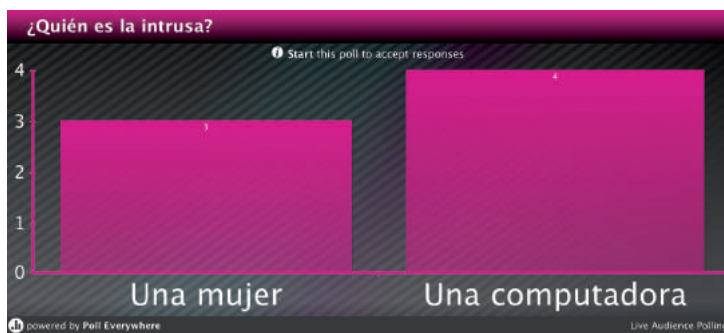 ¿Quién es la intrusa?
Start this poll to accept responses
4
3
2
1
0
3
4
Una mujer
Una computadora
powered by Poll Everywhere
Live Audience Polling